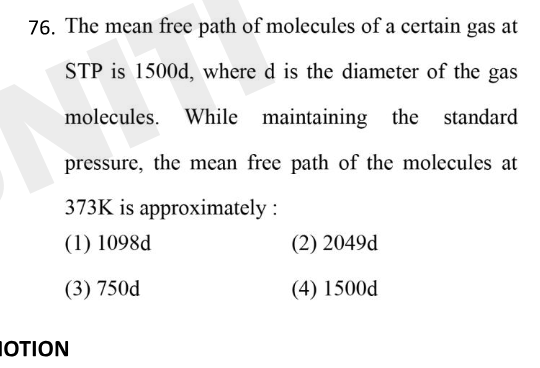 76. The mean free path of molecules of a certain gas at
STP is 1500d, where d is the diameter of the gas
molecules. While maintaining the standard
pressure, the mean free path of the molecules at
373K is approximately :
(1) 1098d (2) 2049d
(3) 750d (4) 1500d
OTION